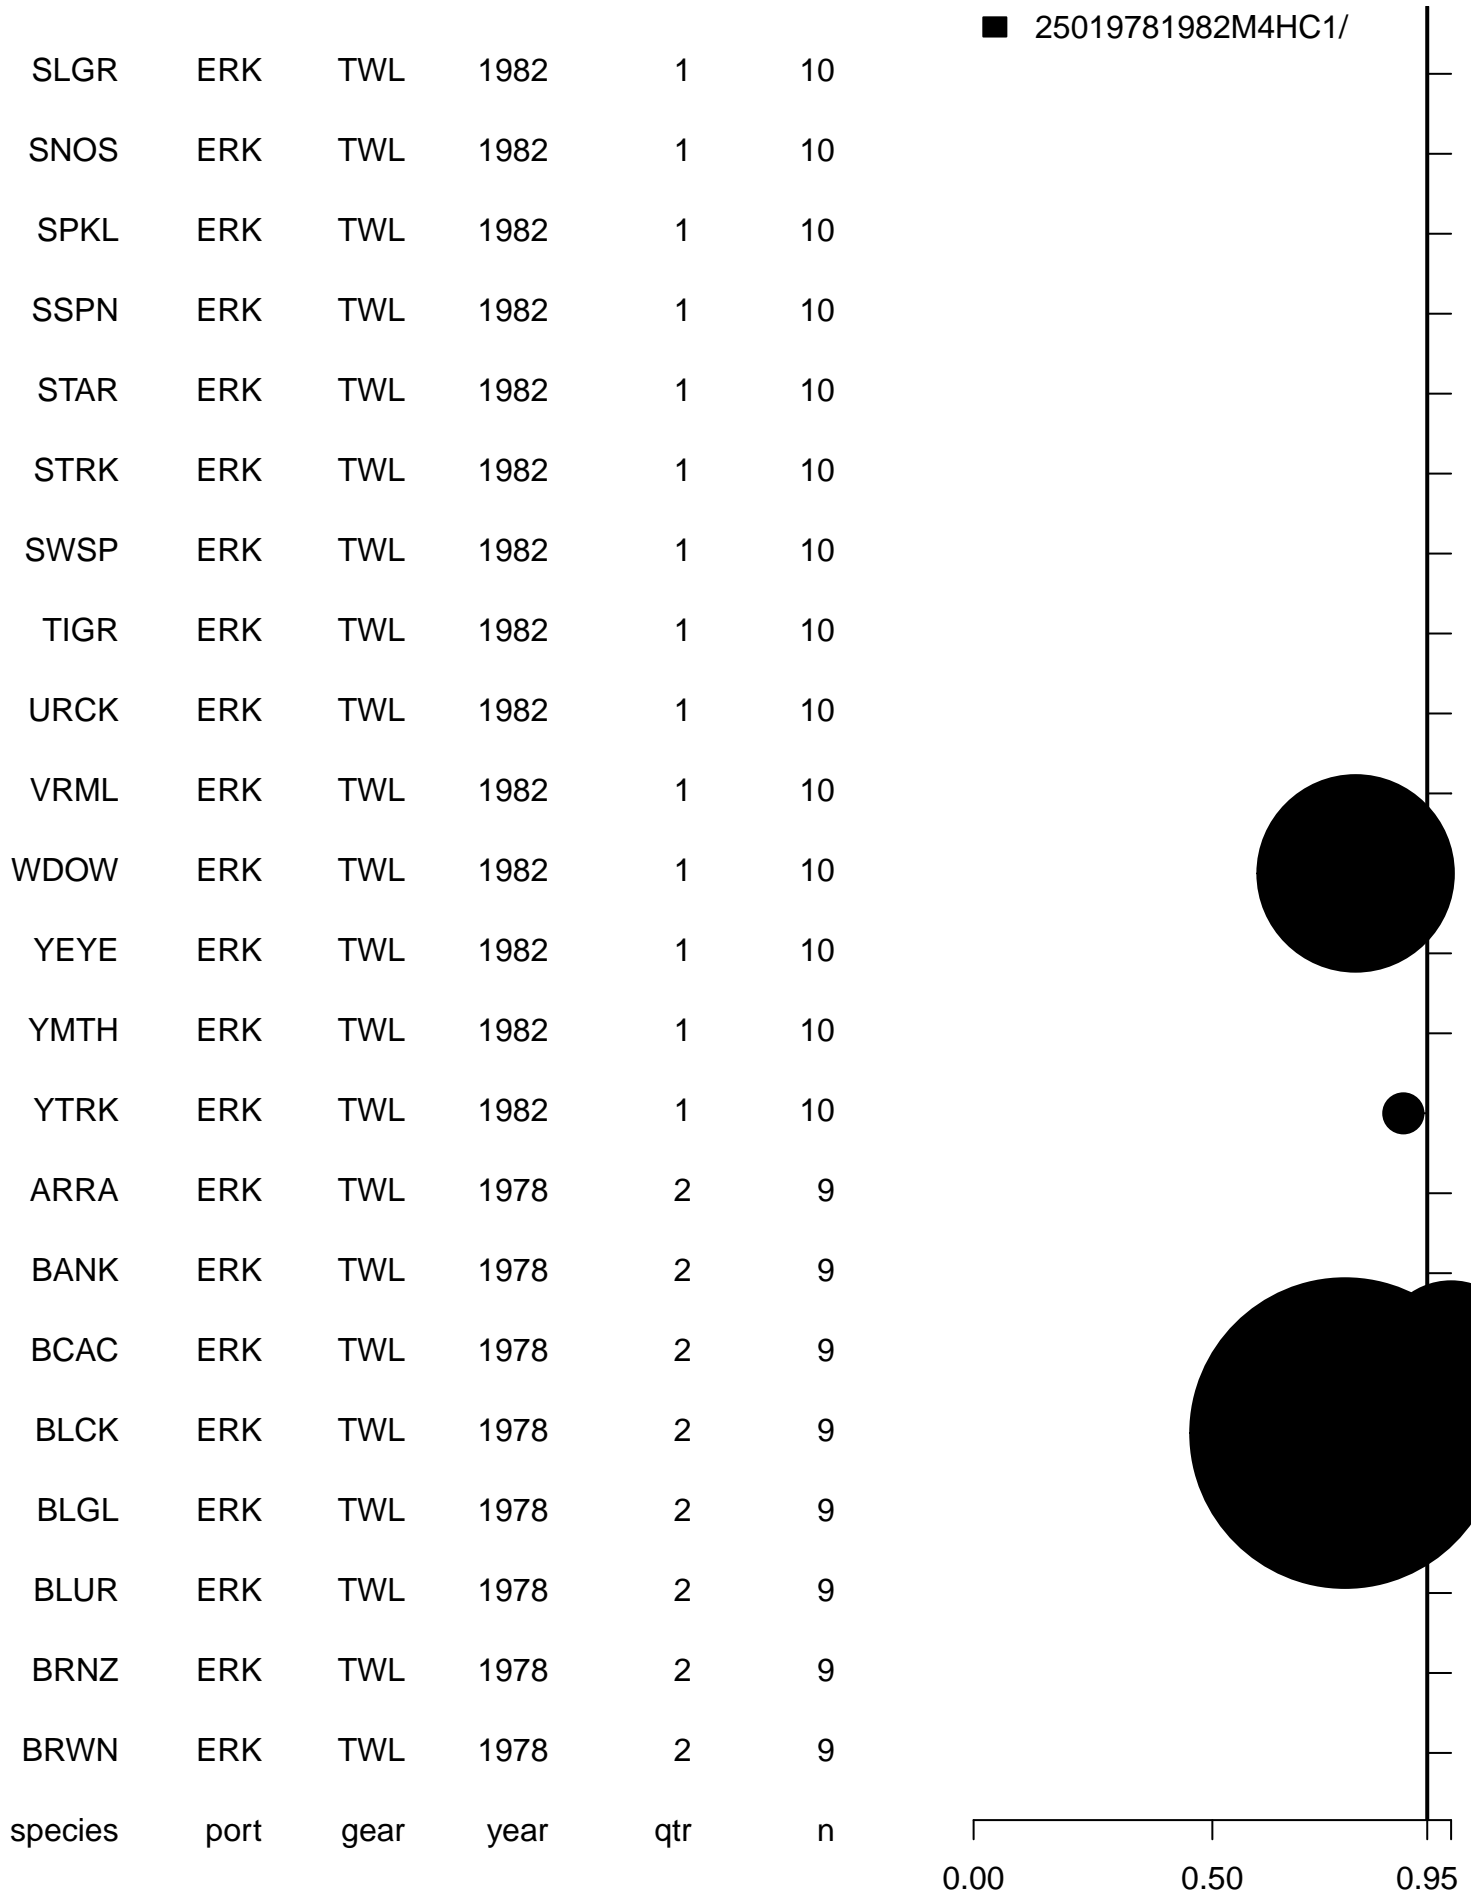 25019781982M4HC1/
SLGR ERK TWL 1982 1 10
SNOS ERK TWL 1982 1 10
SPKL ERK TWL 1982 1 10
SSPN ERK TWL 1982 1 10
STAR ERK TWL 1982 1 10
STRK ERK TWL 1982 1 10
SWSP ERK TWL 1982 1 10
TIGR ERK TWL 1982 1 10
URCK ERK TWL 1982 1 10
VRML ERK TWL 1982 1 10
WDOW ERK TWL 1982 1 10
YEYE ERK TWL 1982 1 10
YMTH ERK TWL 1982 1 10
YTRK ERK TWL 1982 1 10
ARRA ERK TWL 1978 2 9
BANK ERK TWL 1978 2 9
BCAC ERK TWL 1978 2 9
BLCK ERK TWL 1978 2 9
BLGL ERK TWL 1978 2 9
BLUR ERK TWL 1978 2 9
BRNZ ERK TWL 1978 2 9
BRWN ERK TWL 1978 2 9
species port gear year qtr n
0.00 0.50 0.95